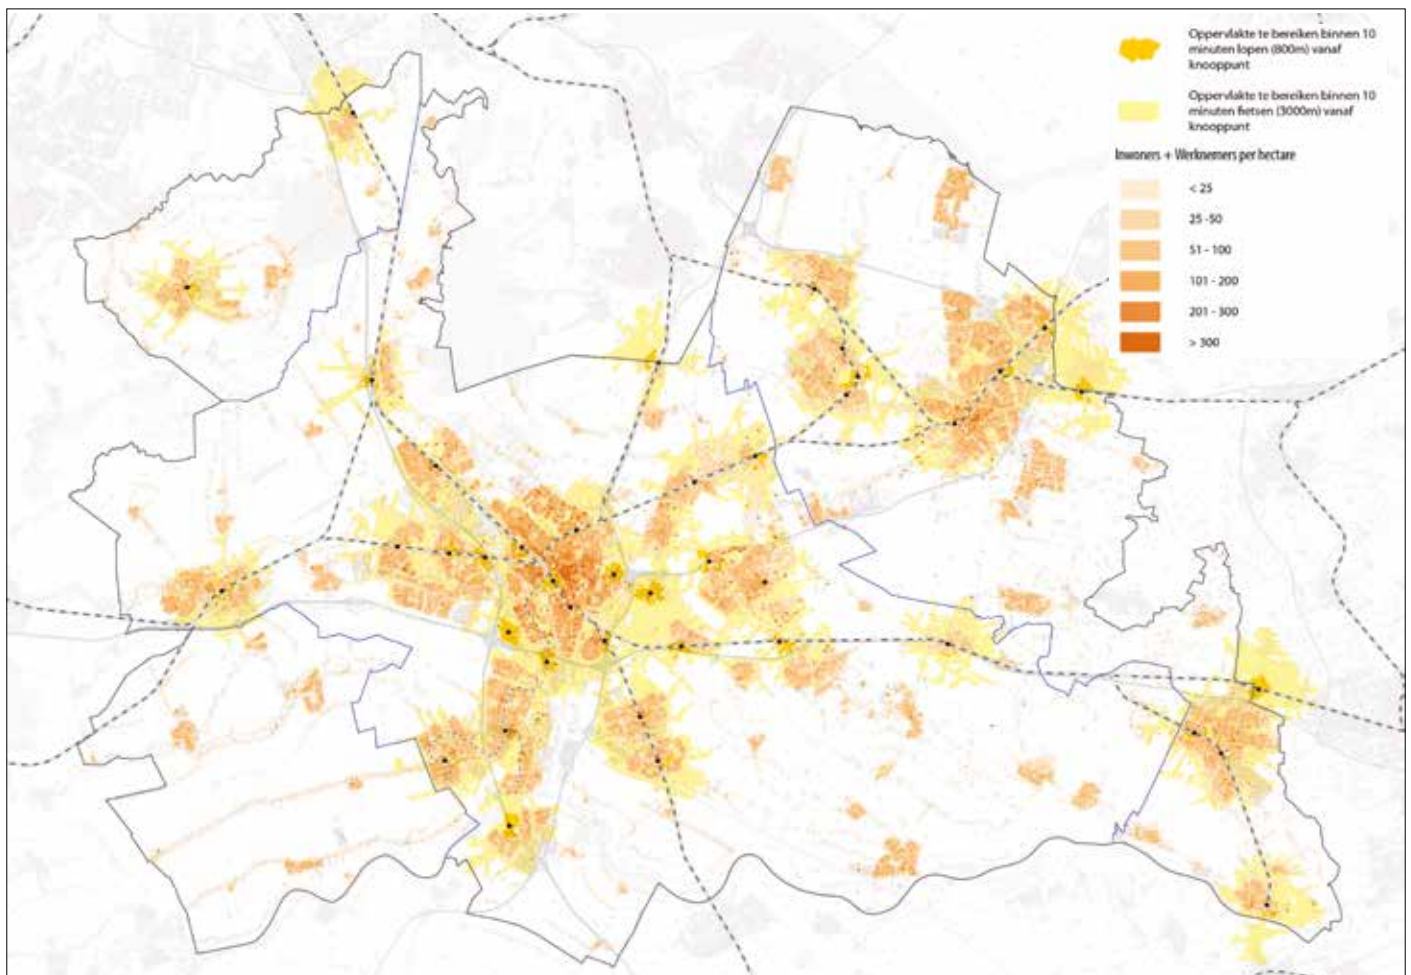 Oppervlakte te bereiken binnen 10
minuten lopen (800m) vanaf
knooppunt
Oppervlakte te bereiken binnen 10
minuten fietsen (3000m) vanaf
knooppunt
Inwoners + Werknemers per hectare
< 25
25 -50
51 - 100
101 - 200
201 - 300
> 300